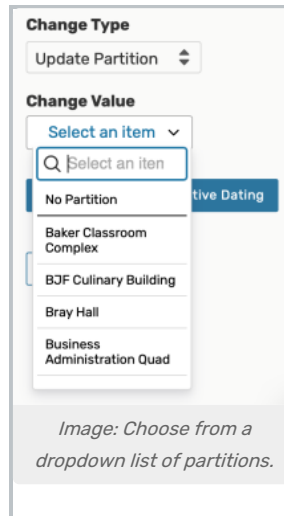 Change Type
Update Partition
Change Value
Select an item
Select an iten
No Partition
tive Dating
Baker Classroom
Complex
BJF Culinary Building
Bray Hall
Business
Administration Quad
Image: Choose from a
dropdown list of partitions.